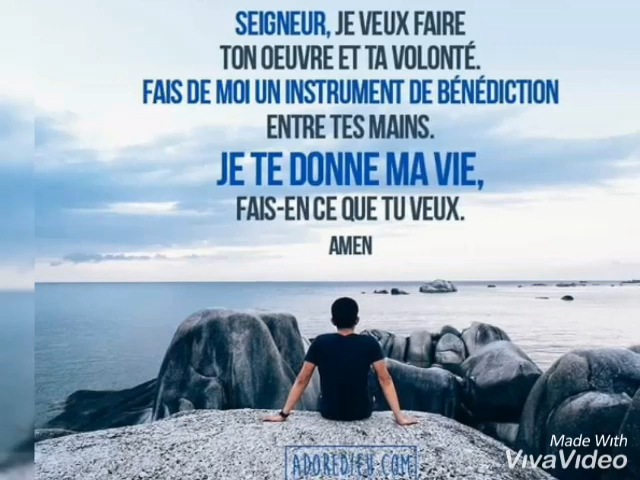 SEIGNEUR, JE VEUX FAIRE
TON OEUVRE ET TA VOLONTÉ.
FAIS DE MOI UN INSTRUMENT DE BÉNÉDICTION
ENTRE TES MAINS.
JE TE DONNE MA VIE,
FAIS-EN CE QUE TU VEUX.
AMEN
ADOREDIEU.COM
Made With
VivaVideo